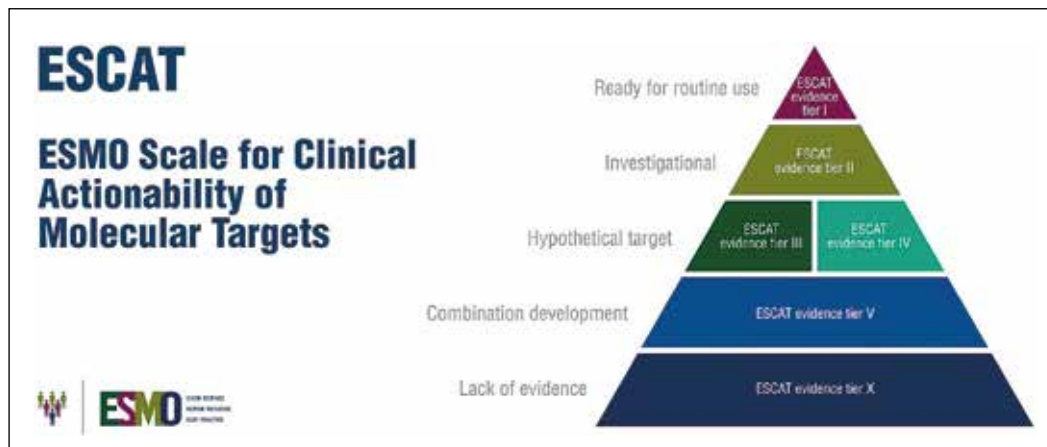 ESCAT
ESMO Scale for Clinical
Actionability of
Molecular Targets
Ready for routine use
ESCAT
evidence
tier I
Investigational
ESCAT
evidence tier II
Hypothetical target
ESCAT
evidence tier III
ESCAT
evidence tier IV
Combination development
ESCAT evidence tier V
Lack of evidence
ESCAT evidence tier X
ESMO